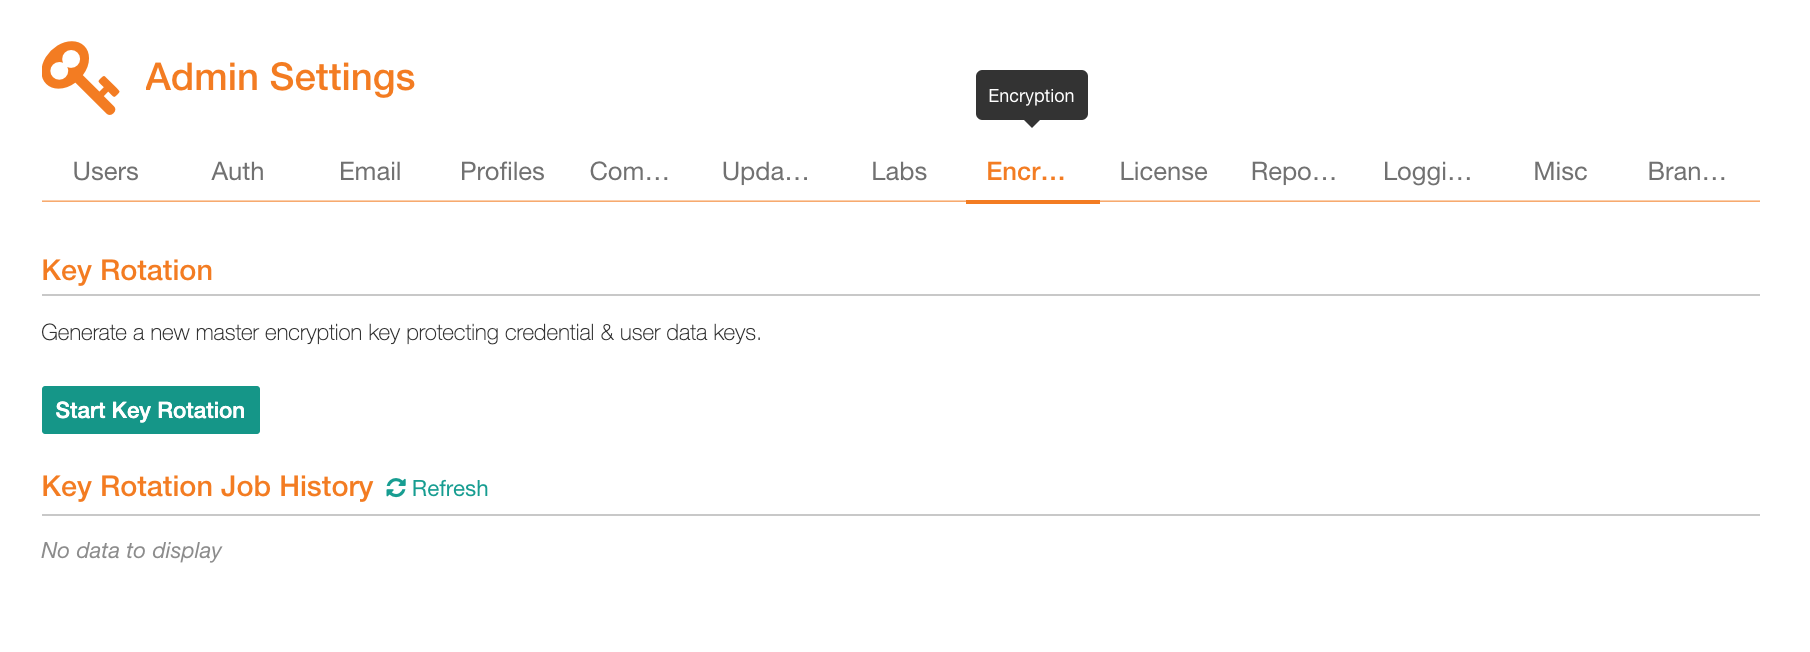 Admin Settings
Encryption
Users Auth Email Profiles Com... Upda... Labs Encr... License Repo... Loggi... Misc Bran...
Key Rotation
Generate a new master encryption key protecting credential & user data keys.
Start Key Rotation
Key Rotation Job History Refresh
No data to display